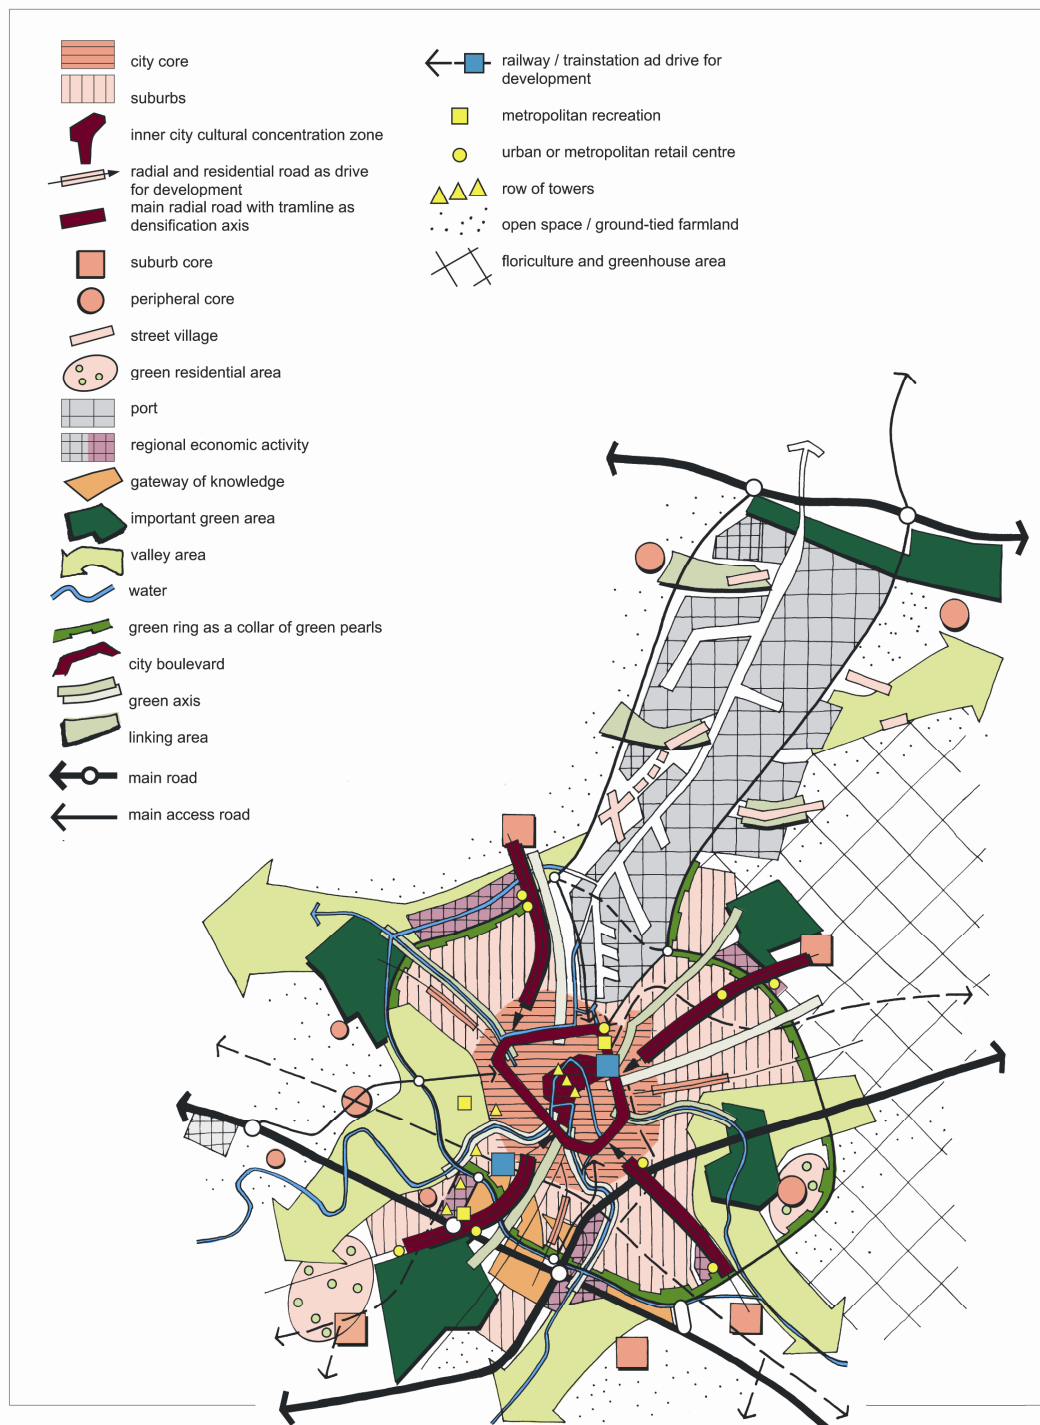 city core
suburbs
inner city cultural concentration zone
radial and residential road as drive
for development
main radial road with tramline as
densification axis
suburb core
peripheral core
street village
green residential area
port
regional economic activity
gateway of knowledge
important green area
valley area
water
green ring as a collar of green pearls
city boulevard
green axis
linking area
main road
main access road
railway / trainstation ad drive for
development
metropolitan recreation
urban or metropolitan retail centre
row of towers
open space / ground-tied farmland
floriculture and greenhouse area